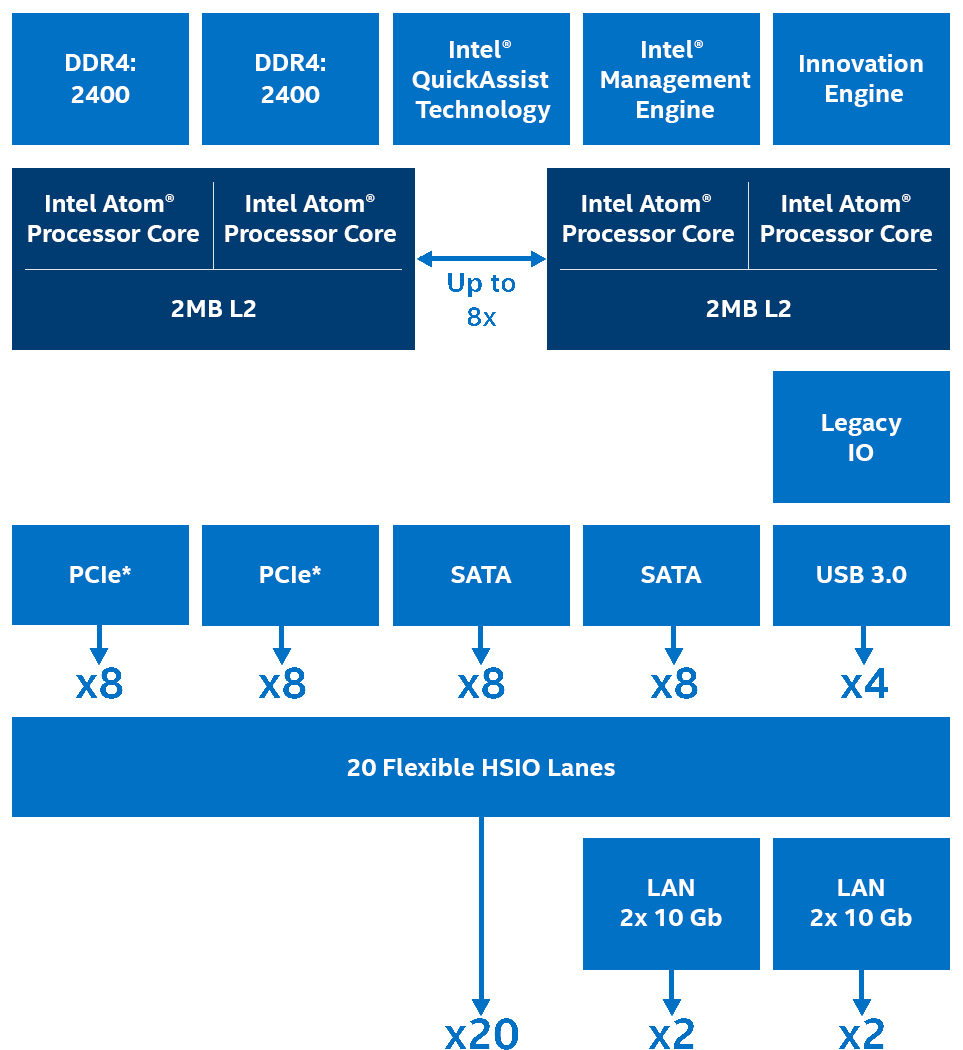 DDR4:
2400
DDR4:
2400
Intel®
QuickAssist
Technology
Intel®
Management
Engine
Innovation
Engine
Intel Atom®
Processor Core
Intel Atom®
Processor Core
2MB L2
Up to
8x
Intel Atom®
Processor Core
Intel Atom®
Processor Core
2MB L2
Legacy
IO
PCIe*
PCIe*
SATA
SATA
USB 3.0
x8
x8
x8
x8
x4
20 Flexible HSIO Lanes
LAN
2x 10 Gb
LAN
2x 10 Gb
x20
x2
x2